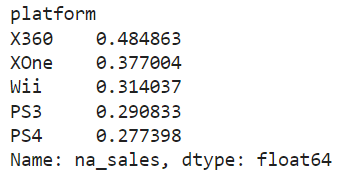 platform
X360    0.484863
XOne    0.377004
Wii     0.314037
PS3     0.290833
PS4     0.277398
Name: na_sales, dtype: float64